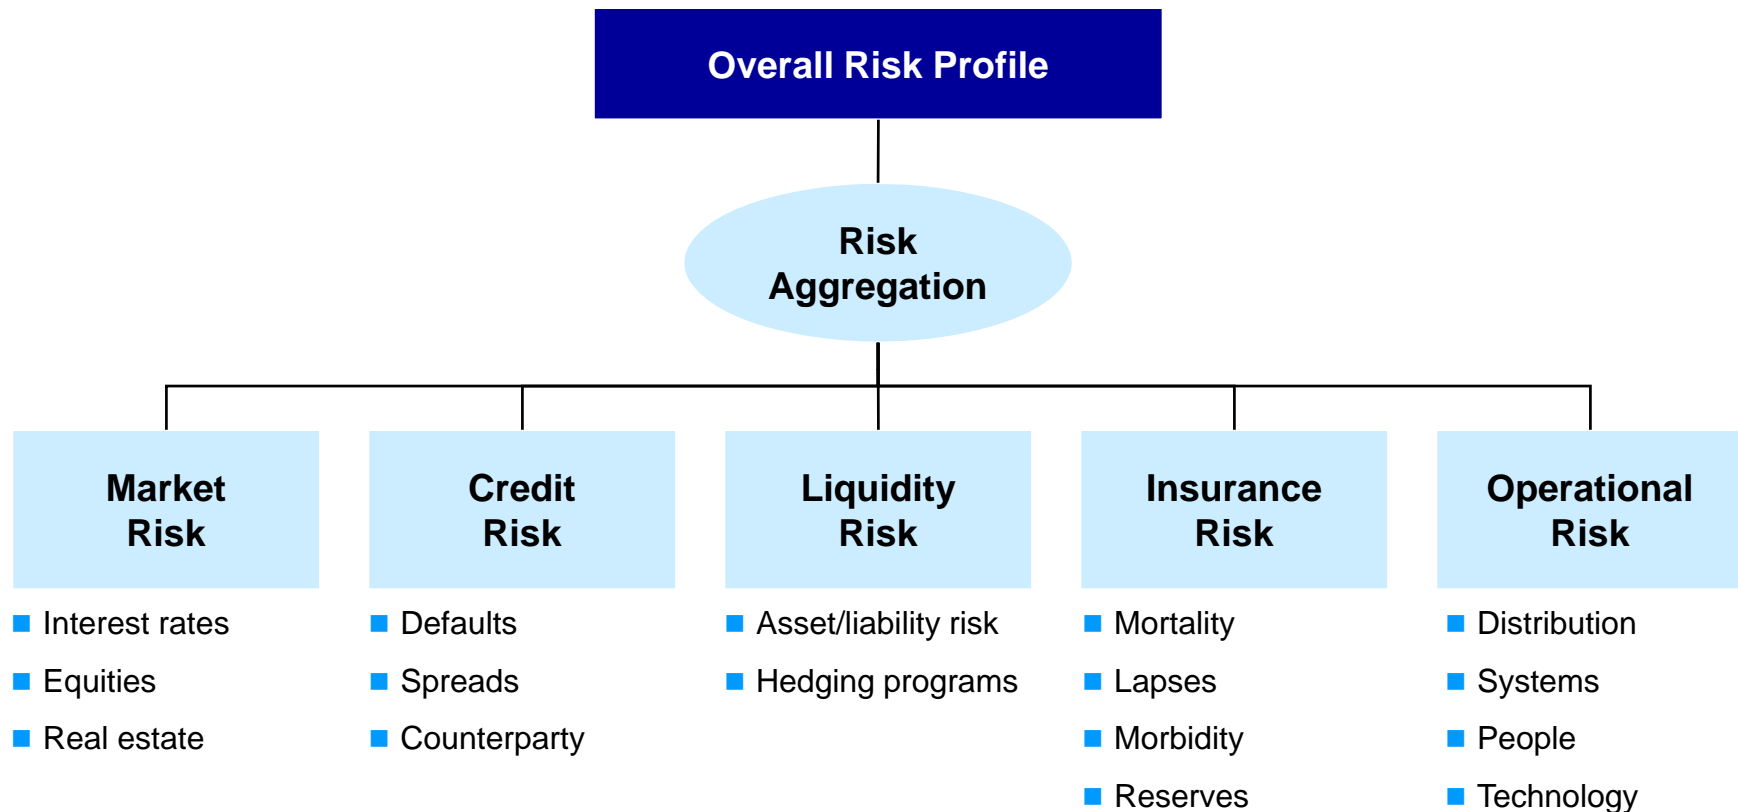 Overall Risk Profile
Risk
Aggregation
Market
Risk
Credit
Risk
Liquidity
Risk
Insurance
Risk
Operational
Risk
Interest rates
Equities
Real estate
Defaults
Spreads
Counterparty
Asset/liability risk
Hedging programs
Mortality
Lapses
Morbidity
Reserves
Distribution
Systems
People
Technology